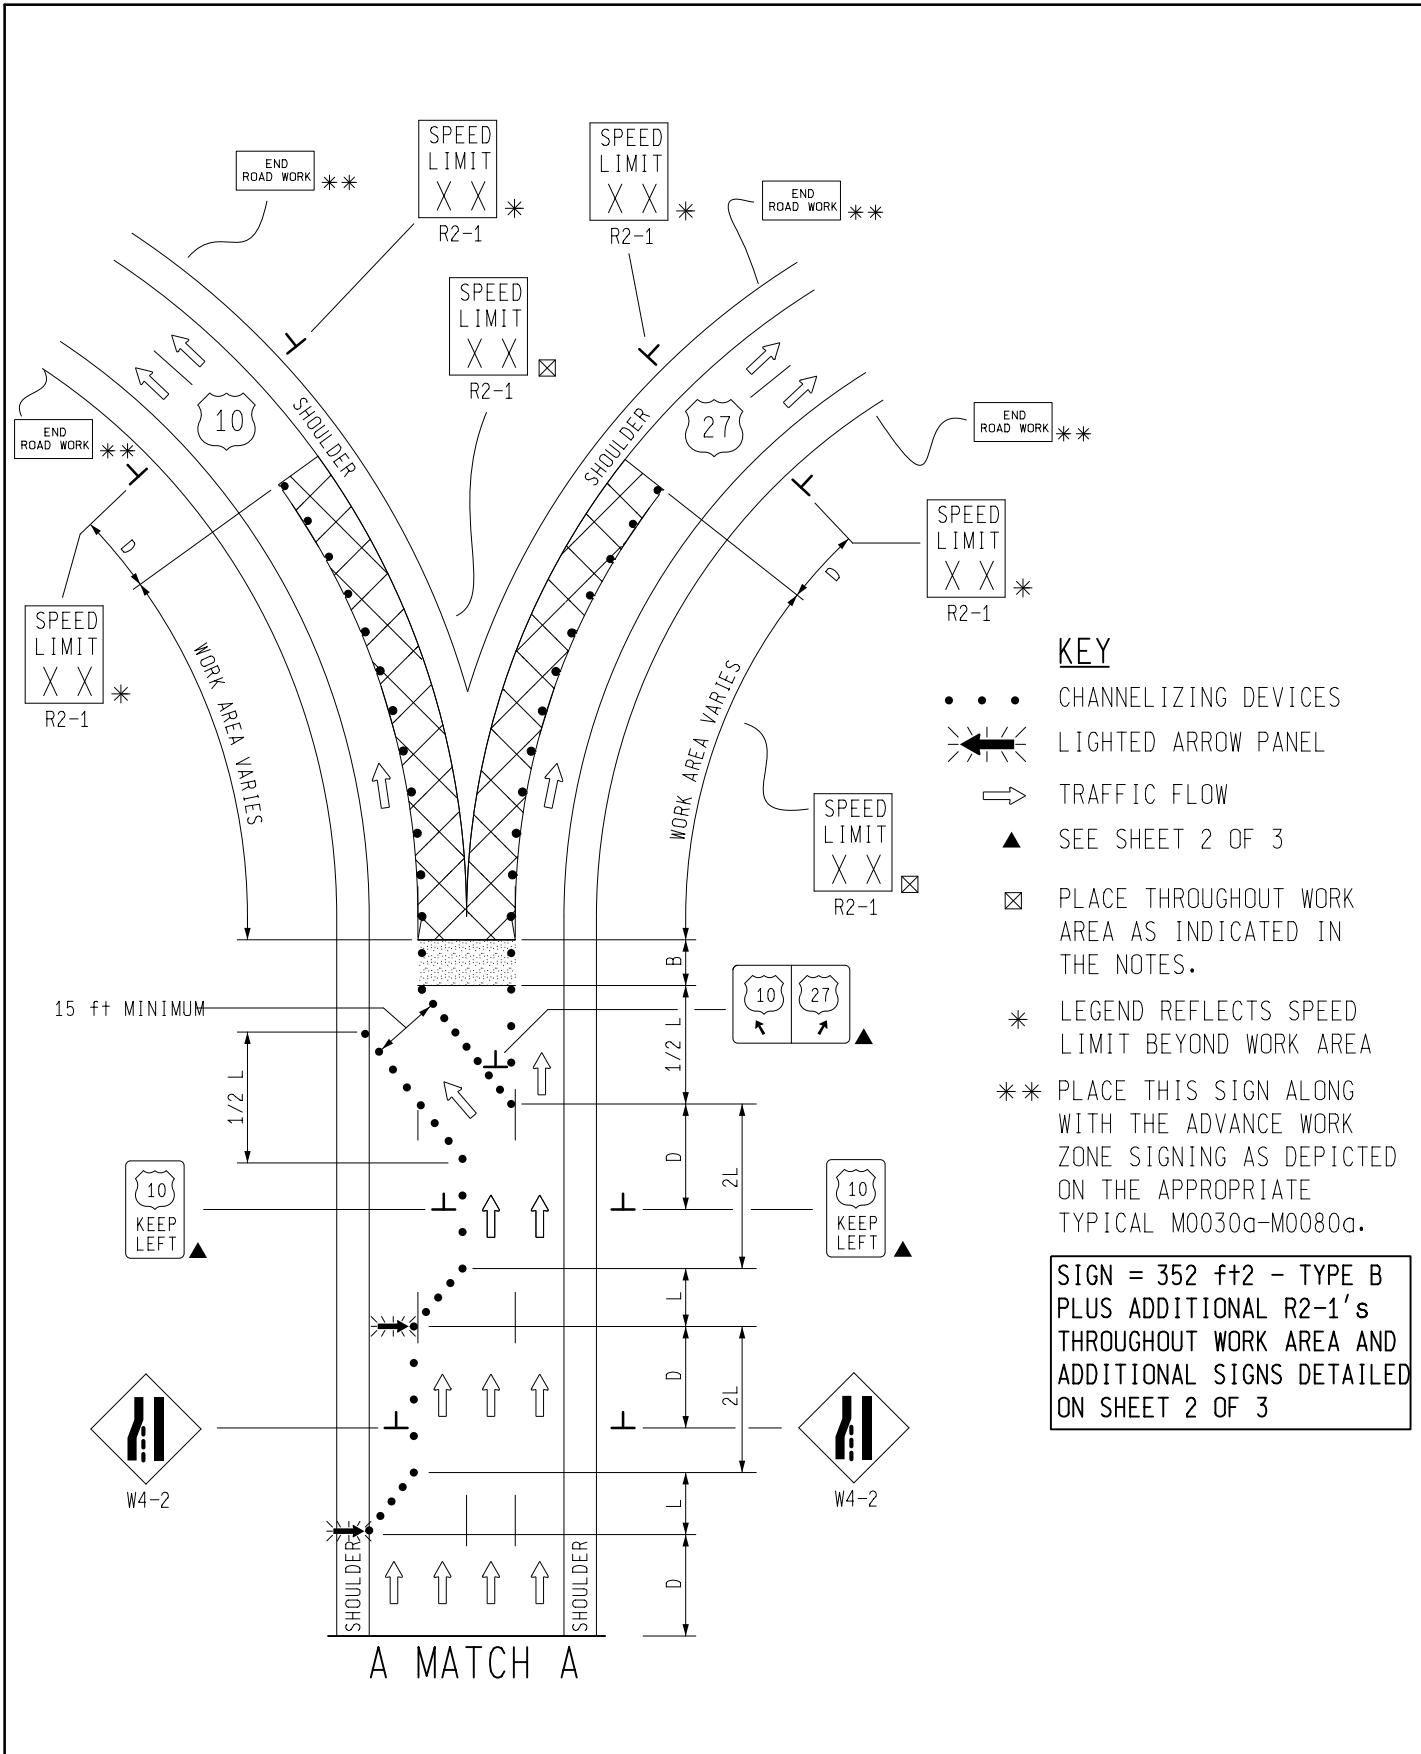 SPEED
LIMIT
X X *
R2-1
SPEED
LIMIT
X X *
R2-1
END
ROAD WORK **
END
ROAD WORK **
SPEED
LIMIT
X X ☒
R2-1
10
SHOULDER
SHOULDER
27
END
ROAD WORK **
END
ROAD WORK **
SPEED
LIMIT
X X *
R2-1
D
D
SPEED
LIMIT
X X *
R2-1
WORK AREA VARIES
WORK AREA VARIES
SPEED
LIMIT
X X ☒
R2-1
KEY
CHANNELIZING DEVICES
LIGHTED ARROW PANEL
TRAFFIC FLOW
▲ SEE SHEET 2 OF 3
☒ PLACE THROUGHOUT WORK
AREA AS INDICATED IN
THE NOTES.
* LEGEND REFLECTS SPEED
LIMIT BEYOND WORK AREA
** PLACE THIS SIGN ALONG
WITH THE ADVANCE WORK
ZONE SIGNING AS DEPICTED
ON THE APPROPRIATE
TYPICAL M0030a-M0080a.
SIGN = 352 ft2 - TYPE B
PLUS ADDITIONAL R2-1's
THROUGHOUT WORK AREA AND
ADDITIONAL SIGNS DETAILED
ON SHEET 2 OF 3
B
15 ft MINIMUM
10 27
1/2 L
1/2 L
D
2L
10
KEEP
LEFT
10
KEEP
LEFT
L
D
2L
W4-2
W4-2
L
D
SHOULDER
SHOULDER
A MATCH A